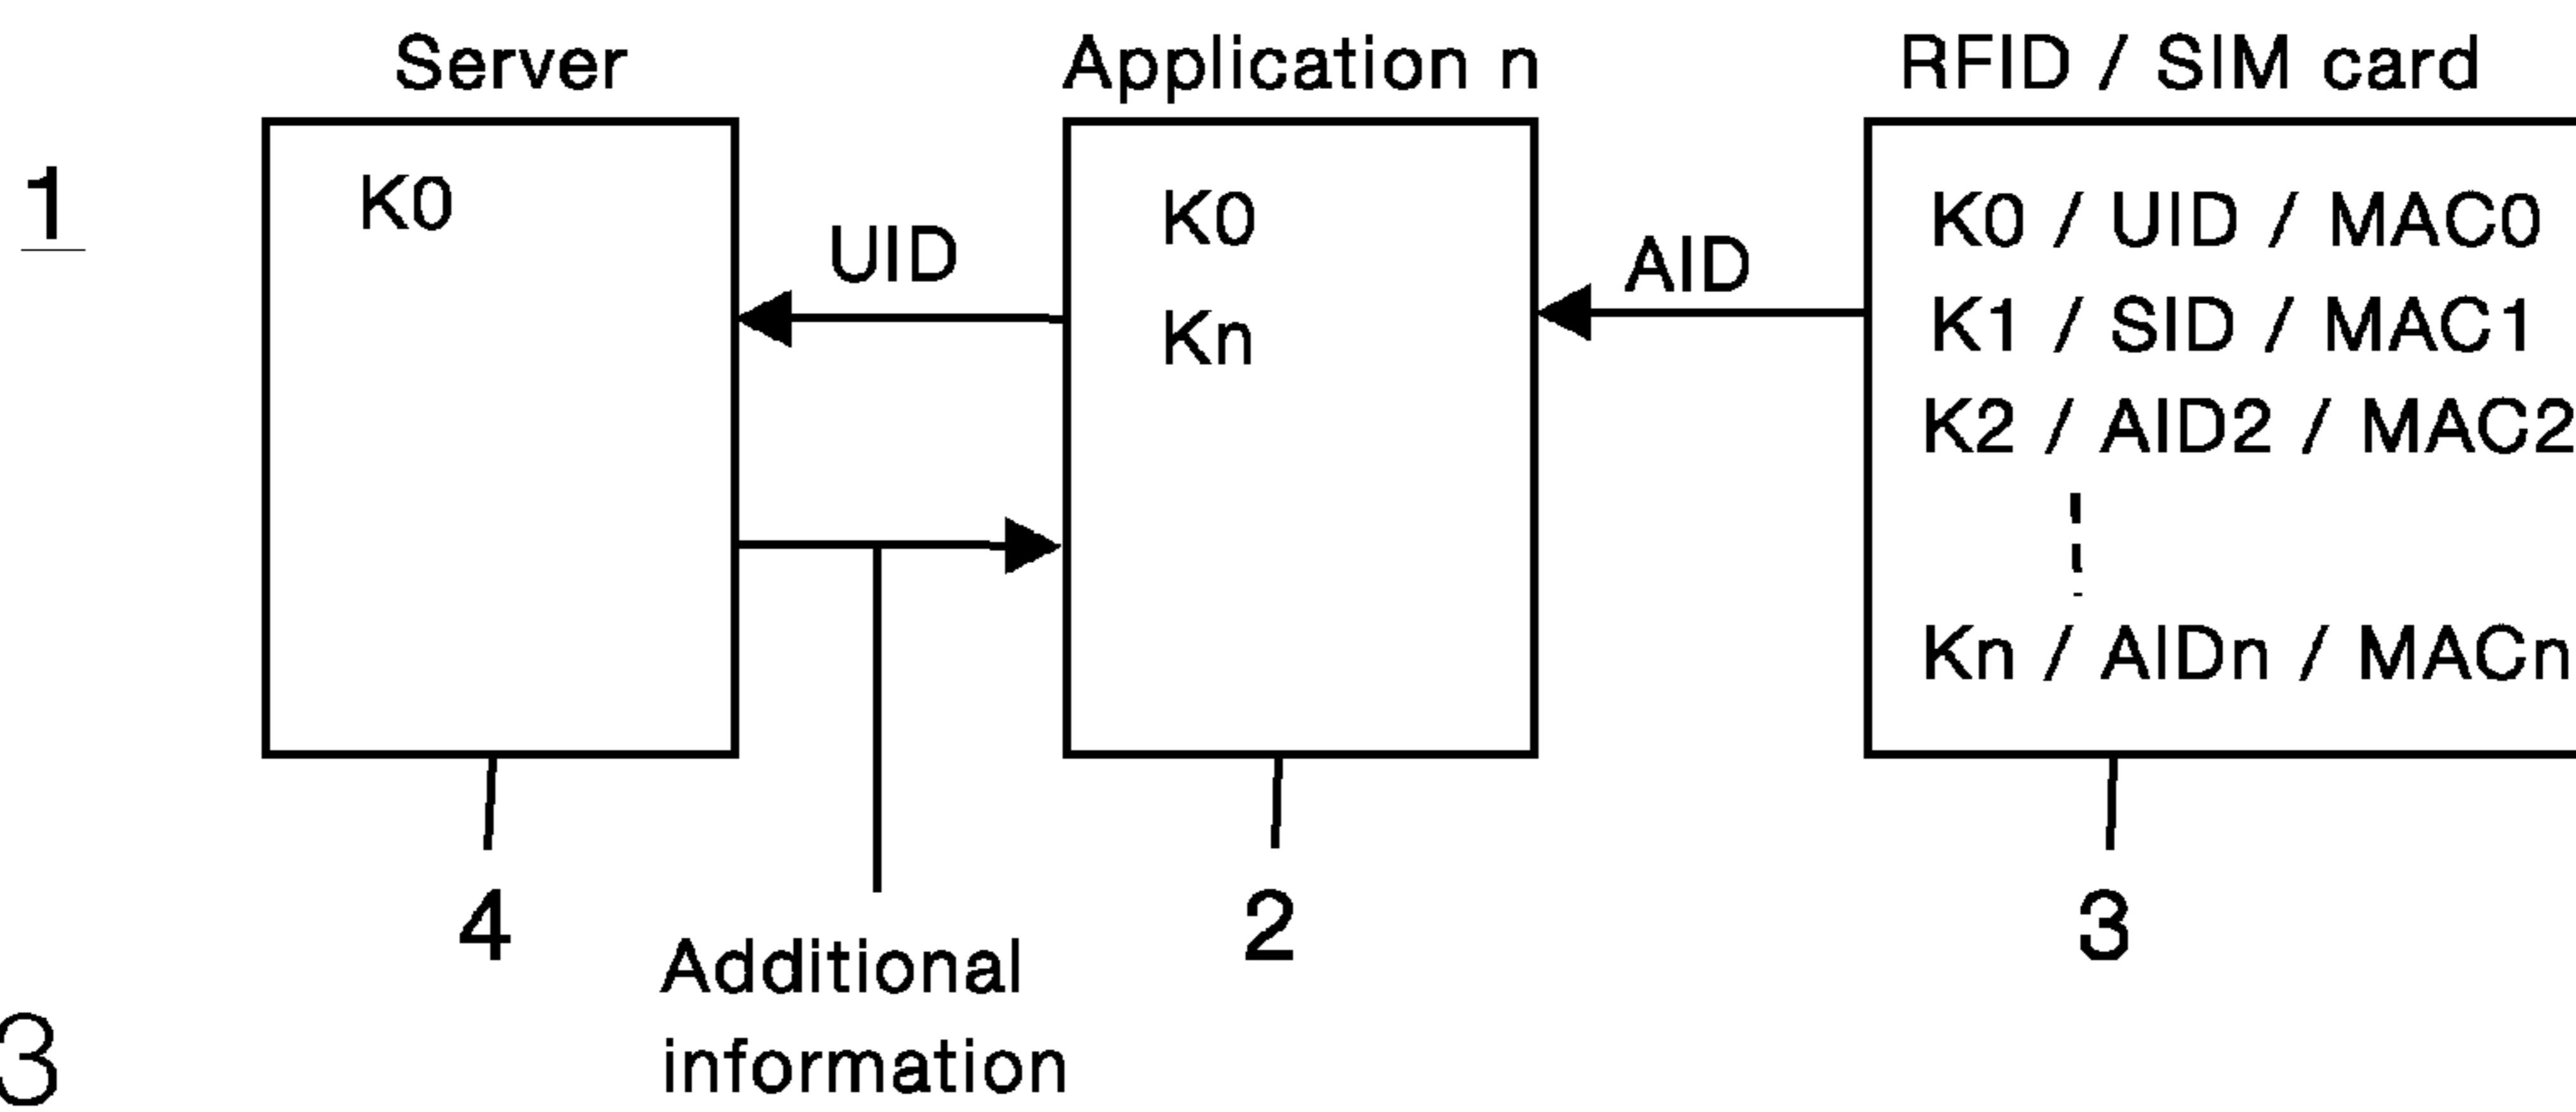 Server
Application n
RFID / SIM card
1
K0
UID
K0
Kn
AID
K0 / UID / MAC0
K1 / SID / MAC1
K2 / AID2 / MAC2
Kn / AIDn / MACn
4
2
3
Additional
information
3